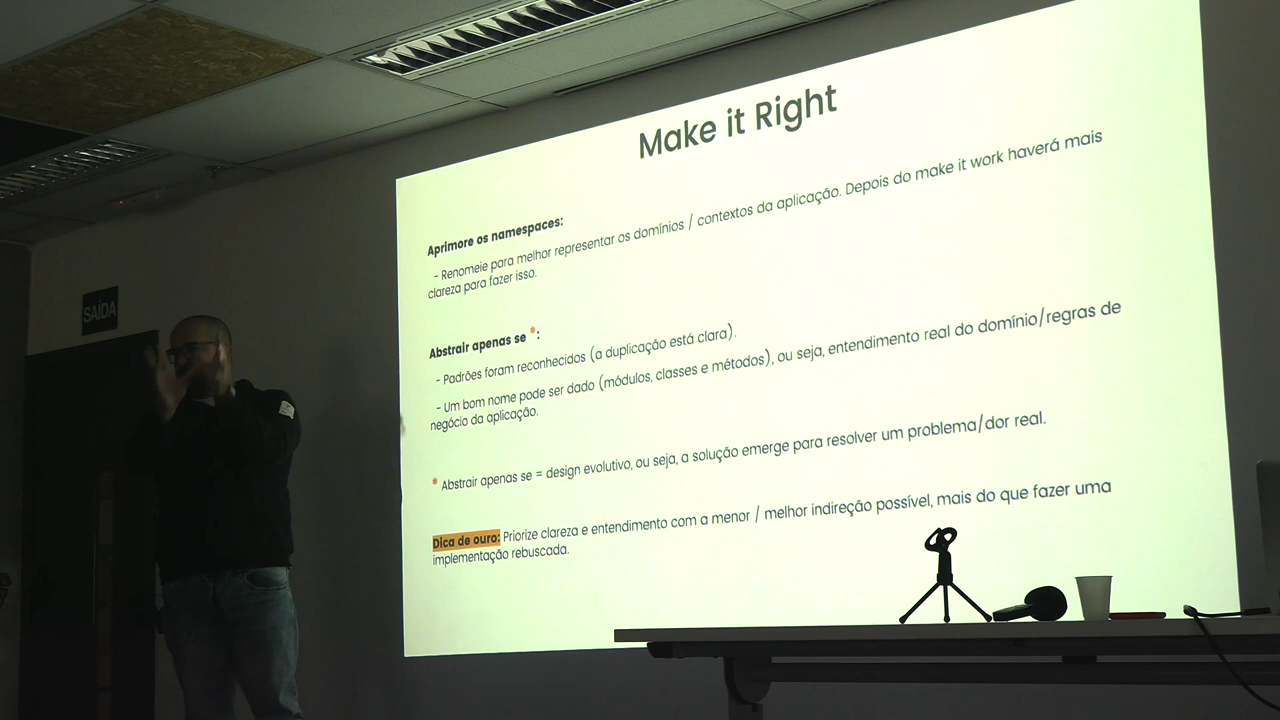 Make it Right
Aprimore os namespaces:
- Renomeie para melhor representar os domínios / contextos da aplicação. Depois do make it work haverá mais
clareza para fazer isso.
Abstrair apenas se *:
- Padrões foram reconhecidos (a duplicação está clara).
- Um bom nome pode ser dado (módulos, classes e métodos), ou seja, entendimento real do domínio/regras de
negócio da aplicação.
* Abstrair apenas se = design evolutivo, ou seja, a solução emerge para resolver um problema/dor real.
Dica de ouro: Priorize clareza e entendimento com a menor / melhor indireção possível, mais do que fazer uma
implementação rebuscada.
SAÍDA